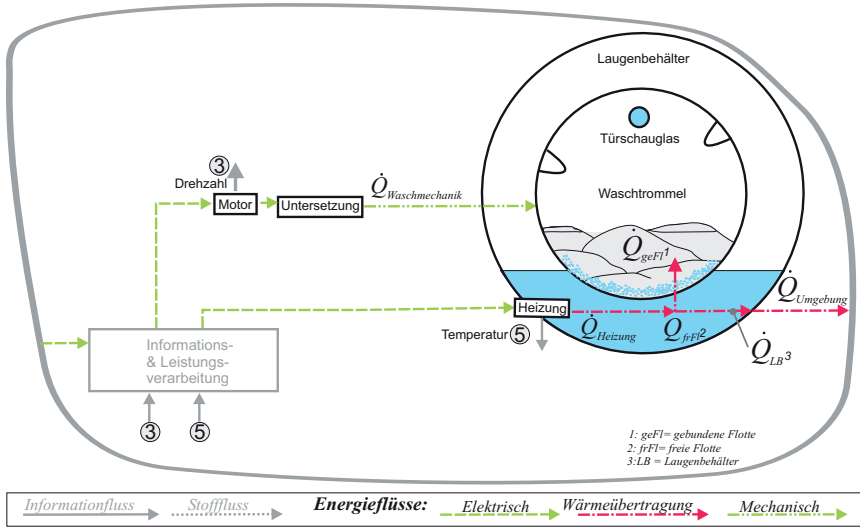 Laugenbehälter
Türschauglas
③
Drehzahl
Motor
Untersetzung
Q̇Waschmechanik
Waschtrommel
Q̇geFl1
Q̇Umgebung
Heizung
Temperatur ⑤
Q̇Heizung
Q̇frFl2
Q̇LB3
Informations-
& Leistungs-
verarbeitung
③ ⑤
1: geFl= gebundene Flotte
2: frFl= freie Flotte
3:LB = Laugenbehälter
Informationfluss Stofffluss Energieflüsse: Elektrisch Wärmeübertragung Mechanisch